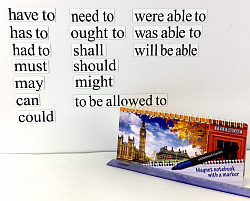 have to
has to
had to
must
may
can
could
need to
ought to
shall
should
might
to be allowed to
were able to
was able to
will be able
TELEPHONE
Magnet notebook
with a marker